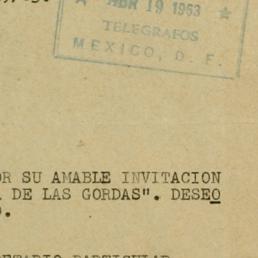 ABR 19 1963
TELEGRAFOS
MEXICO, D. F.
OR SU AMABLE INVITACION
DE LAS GORDAS". DESEO